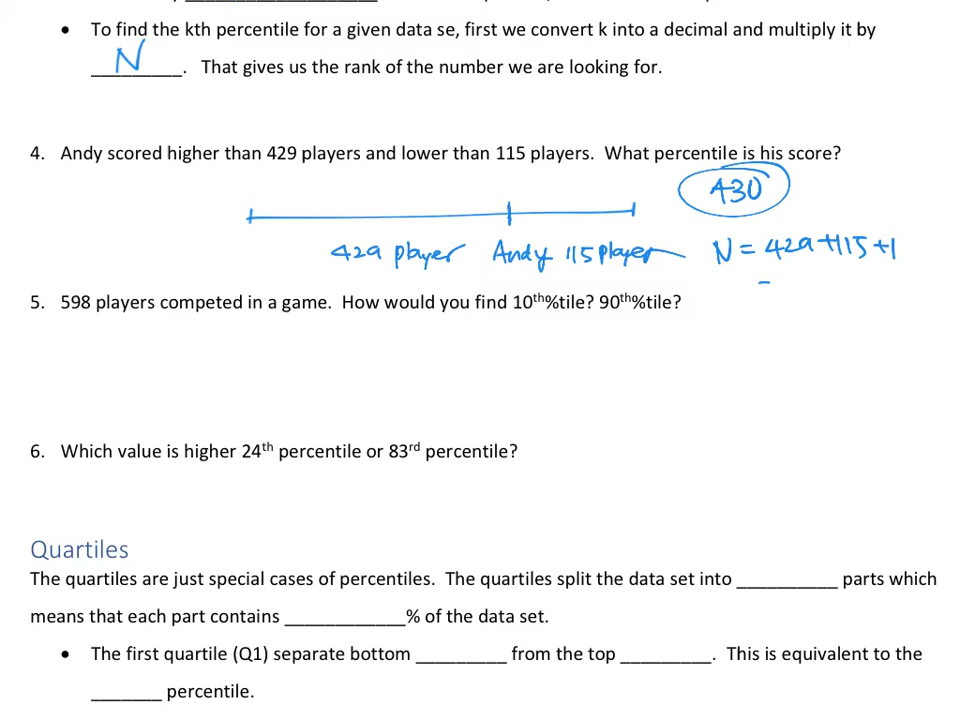 • To find the kth percentile for a given data se, first we convert k into a decimal and multiply it by
N. That gives us the rank of the number we are looking for.
4. Andy scored higher than 429 players and lower than 115 players. What percentile is his score?
430
429 player Andy 115 player N = 429 + 115 + 1
5. 598 players competed in a game. How would you find 10th%tile? 90th%tile?
6. Which value is higher 24th percentile or 83rd percentile?
Quartiles
The quartiles are just special cases of percentiles. The quartiles split the data set into __________ parts which
means that each part contains ____________% of the data set.
• The first quartile (Q1) separate bottom _________ from the top _________. This is equivalent to the
_______ percentile.